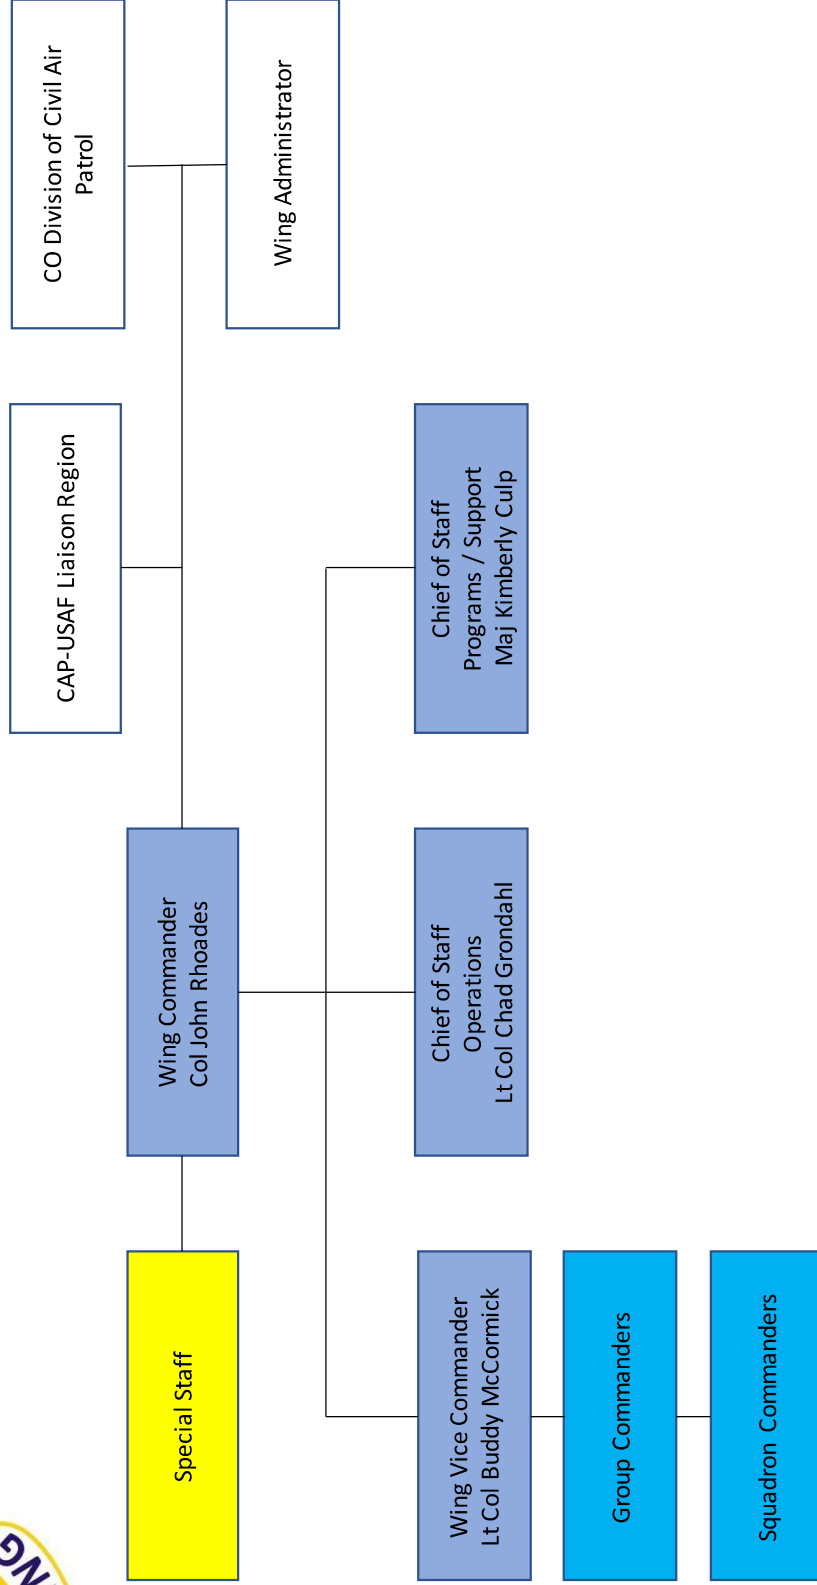 CO Division of Civil Air
Patrol
CAP-USAF Liaison Region
Wing Administrator
Wing Commander
Col John Rhoades
Special Staff
Wing Vice Commander
Lt Col Buddy McCormick
Chief of Staff
Operations
Lt Col Chad Grondahl
Chief of Staff
Programs / Support
Maj Kimberly Culp
Group Commanders
Squadron Commanders
NG